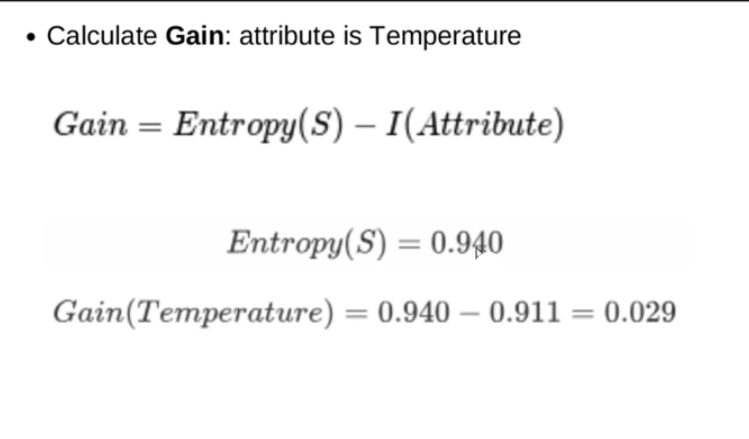 • Calculate Gain: attribute is Temperature
Gain = Entropy(S) − I(Attribute)
Entropy(S) = 0.940
Gain(Temperature) = 0.940 − 0.911 = 0.029